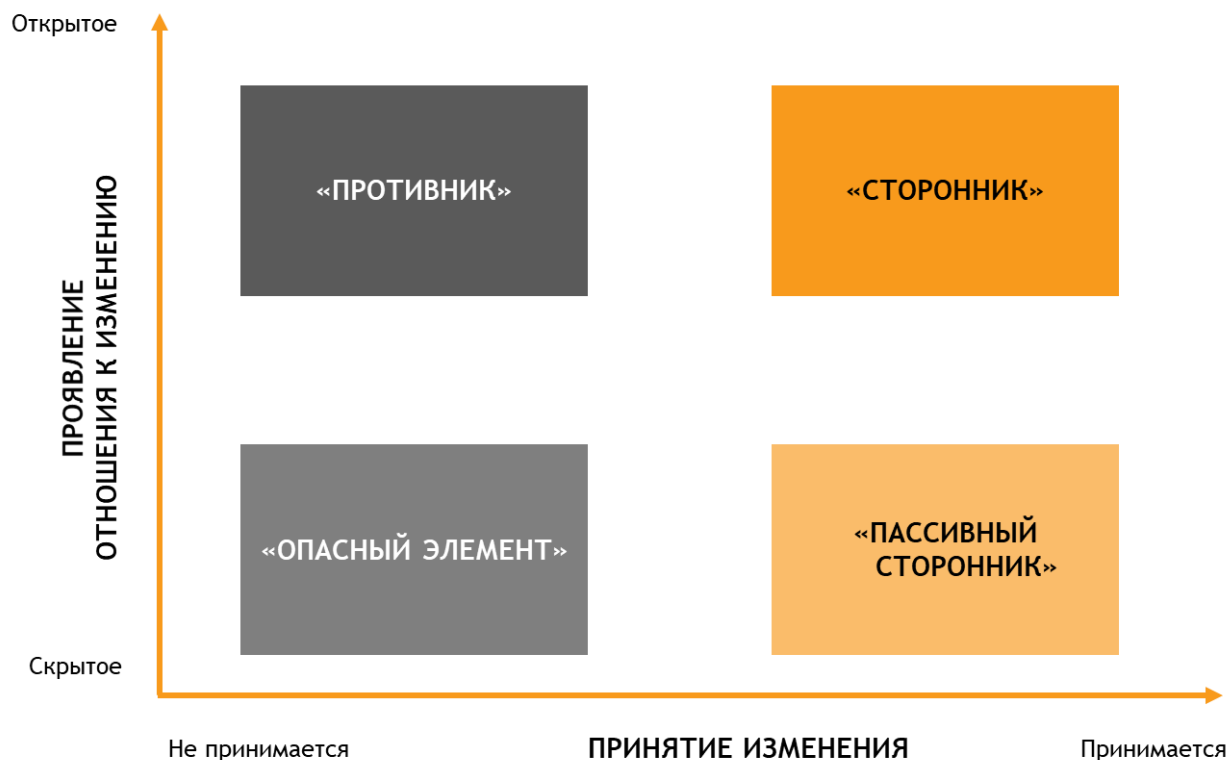 Открытое
«ПРОТИВНИК»
«СТОРОННИК»
ПРОЯВЛЕНИЕ
ОТНОШЕНИЯ К ИЗМЕНЕНИЮ
«ОПАСНЫЙ ЭЛЕМЕНТ»
«ПАССИВНЫЙ
СТОРОННИК»
Скрытое
Не принимается
ПРИНЯТИЕ ИЗМЕНЕНИЯ
Принимается